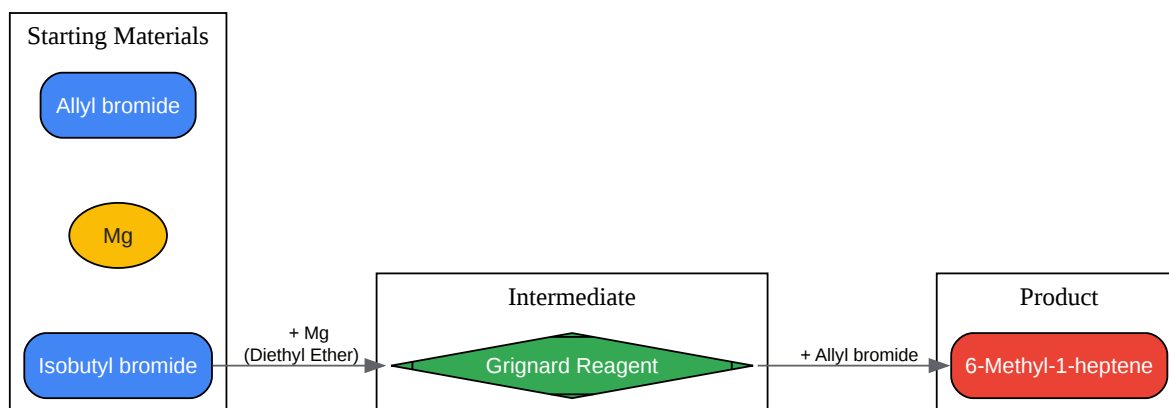 Starting Materials
Allyl bromide
Mg
Isobutyl bromide
+ Mg
(Diethyl Ether)
Intermediate
Grignard Reagent
+ Allyl bromide
Product
6-Methyl-1-heptene